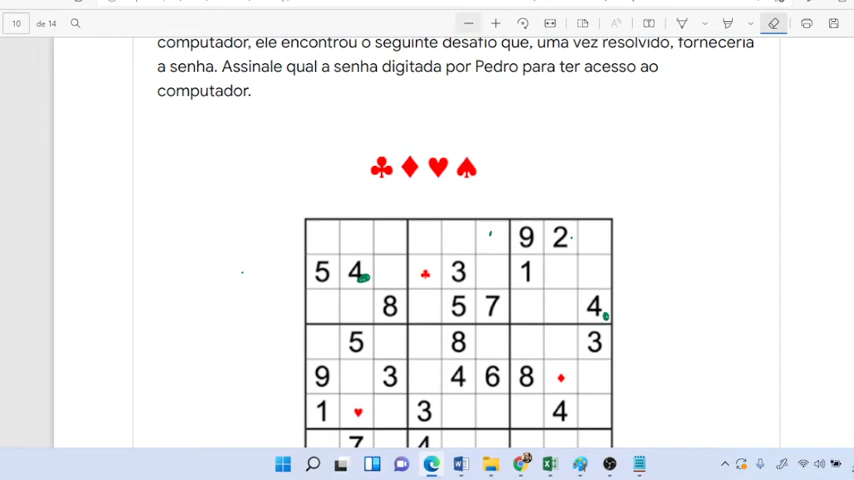 10 de 14
computador, ele encontrou o seguinte desafio que, uma vez resolvido, forneceria
a senha. Assinale qual a senha digitada por Pedro para ter acesso ao
computador.
♣ ♦ ♥ ♠
9 2
5 4 ♣ 3 1
8 5 7 4
5 8 3
9 3 4 6 8 ♦
1 ♥ 3 4
7 4